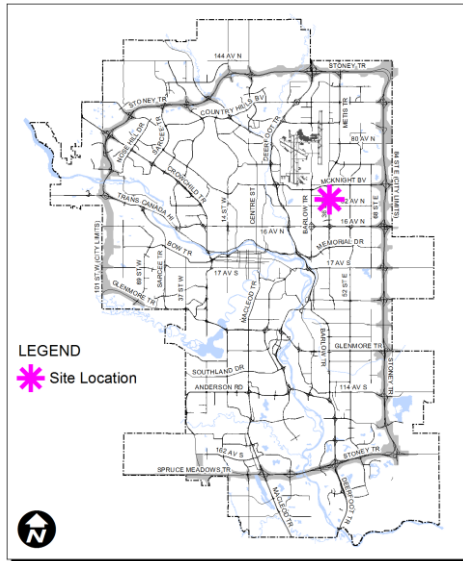 144 AV N
STONEY TR
STONEY TR
COUNTRY HILLS BV
METIS TR
NOSE HILL DR
SARCEE TR
DEERFOOT TR
80 AV N
CROWCHILD TR
MCKNIGHT BV
84 ST E (CITY LIMITS)
TRANS CANADA HI
14 ST W
CENTRE ST
BARLOW TR
68 ST E
16 AV N
16 AV N
101 ST W (CITY LIMITS)
BOW TR
MEMORIAL DR
17 AV S
17 AV S
69 ST W
SARCEE TR
37 ST W
MACLEOD TR
52 ST E
GLENMORE TR
BARLOW TR
GLENMORE TR
LEGEND
Site Location
SOUTHLAND DR
ANDERSON RD
114 AV S
STONEY TR
162 AV S
STONEY TR
SPRUCE MEADOWS TR
MACLEOD TR
DEERFOOT TR
N